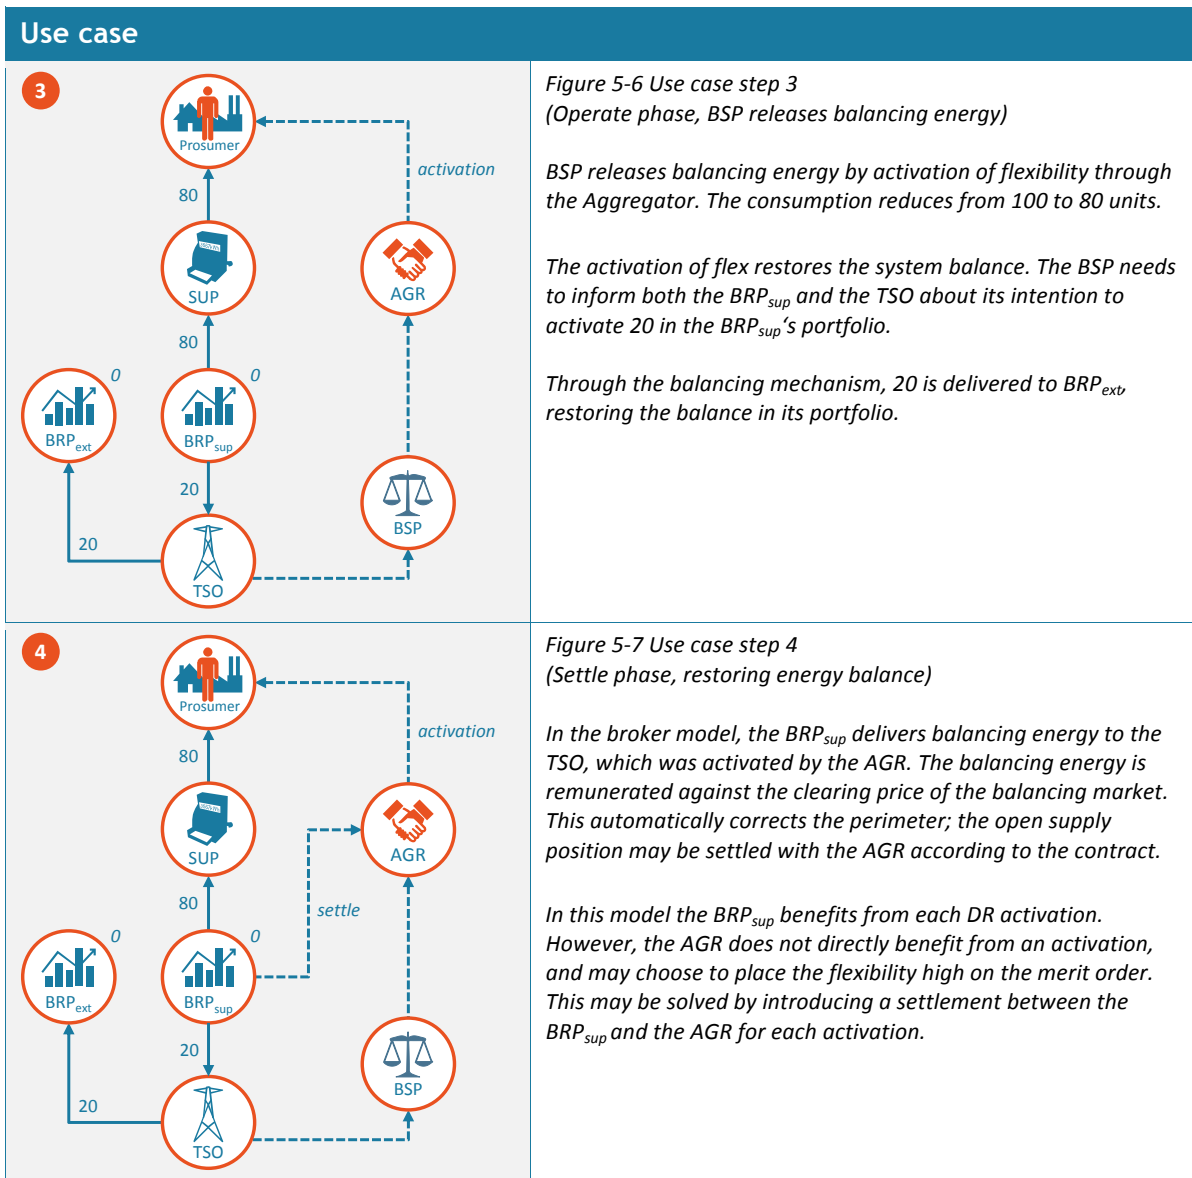 Use case
3
Prosumer
activation
80
SUP
AGR
80
0
0
BRPext
BRPsup
20
BSP
20
TSO
Figure 5-6 Use case step 3
(Operate phase, BSP releases balancing energy)
BSP releases balancing energy by activation of flexibility through
the Aggregator. The consumption reduces from 100 to 80 units.
The activation of flex restores the system balance. The BSP needs
to inform both the BRPsup and the TSO about its intention to
activate 20 in the BRPsup‘s portfolio.
Through the balancing mechanism, 20 is delivered to BRPext,
restoring the balance in its portfolio.
4
Prosumer
activation
80
SUP
AGR
80
settle
0
0
BRPext
BRPsup
20
BSP
20
TSO
Figure 5-7 Use case step 4
(Settle phase, restoring energy balance)
In the broker model, the BRPsup delivers balancing energy to the
TSO, which was activated by the AGR. The balancing energy is
remunerated against the clearing price of the balancing market.
This automatically corrects the perimeter; the open supply
position may be settled with the AGR according to the contract.
In this model the BRPsup benefits from each DR activation.
However, the AGR does not directly benefit from an activation,
and may choose to place the flexibility high on the merit order.
This may be solved by introducing a settlement between the
BRPsup and the AGR for each activation.